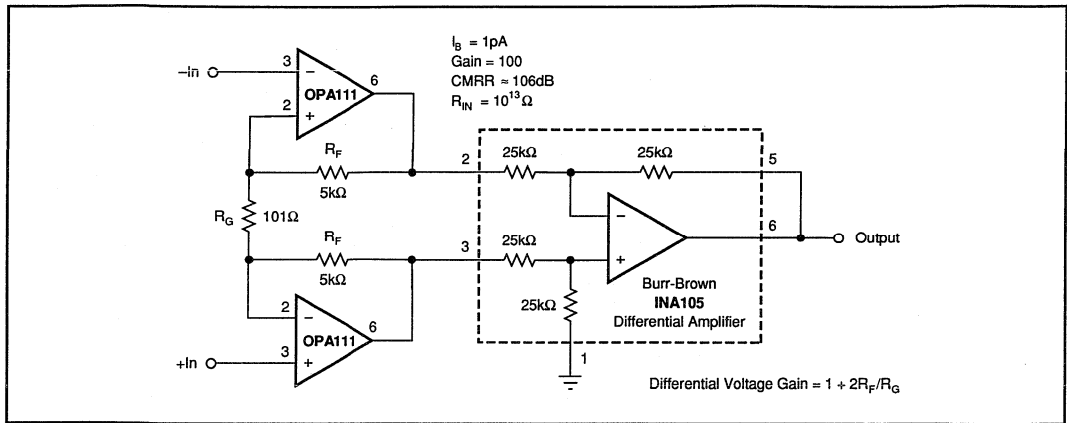 I_B = 1pA
Gain = 100
CMRR ≈ 106dB
R_IN = 10^13 Ω
–In
3
–
6
OPA111
2
+
R_F
5kΩ
2
25kΩ
25kΩ
5
R_G
101Ω
–
6
Output
R_F
5kΩ
3
25kΩ
+
25kΩ
Burr-Brown
INA105
Differential Amplifier
2
–
6
OPA111
+In
3
+
1
Differential Voltage Gain = 1 + 2R_F/R_G